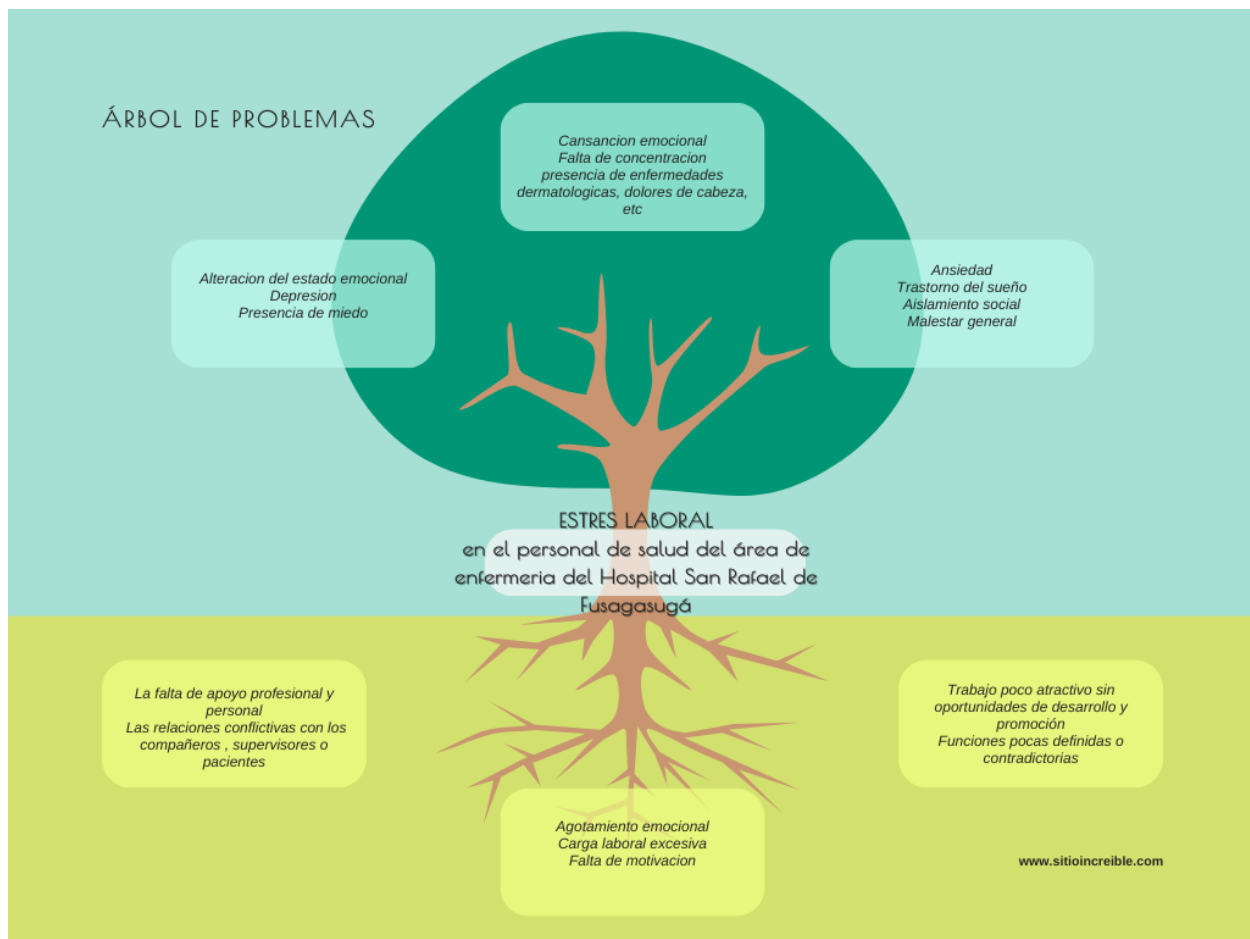 ÁRBOL DE PROBLEMAS
Cansancion emocional
Falta de concentracion
presencia de enfermedades
dermatologicas, dolores de cabeza,
etc
Alteracion del estado emocional
Depresion
Presencia de miedo
Ansiedad
Trastorno del sueño
Aislamiento social
Malestar general
ESTRES LABORAL
en el personal de salud del área de
enfermeria del Hospital San Rafael de
Fusagasugá
La falta de apoyo profesional y
personal
Las relaciones conflictivas con los
compañeros , supervisores o
pacientes
Trabajo poco atractivo sin
oportunidades de desarrollo y
promoción
Funciones pocas definidas o
contradictorias
Agotamiento emocional
Carga laboral excesiva
Falta de motivacion
www.sitioincreible.com